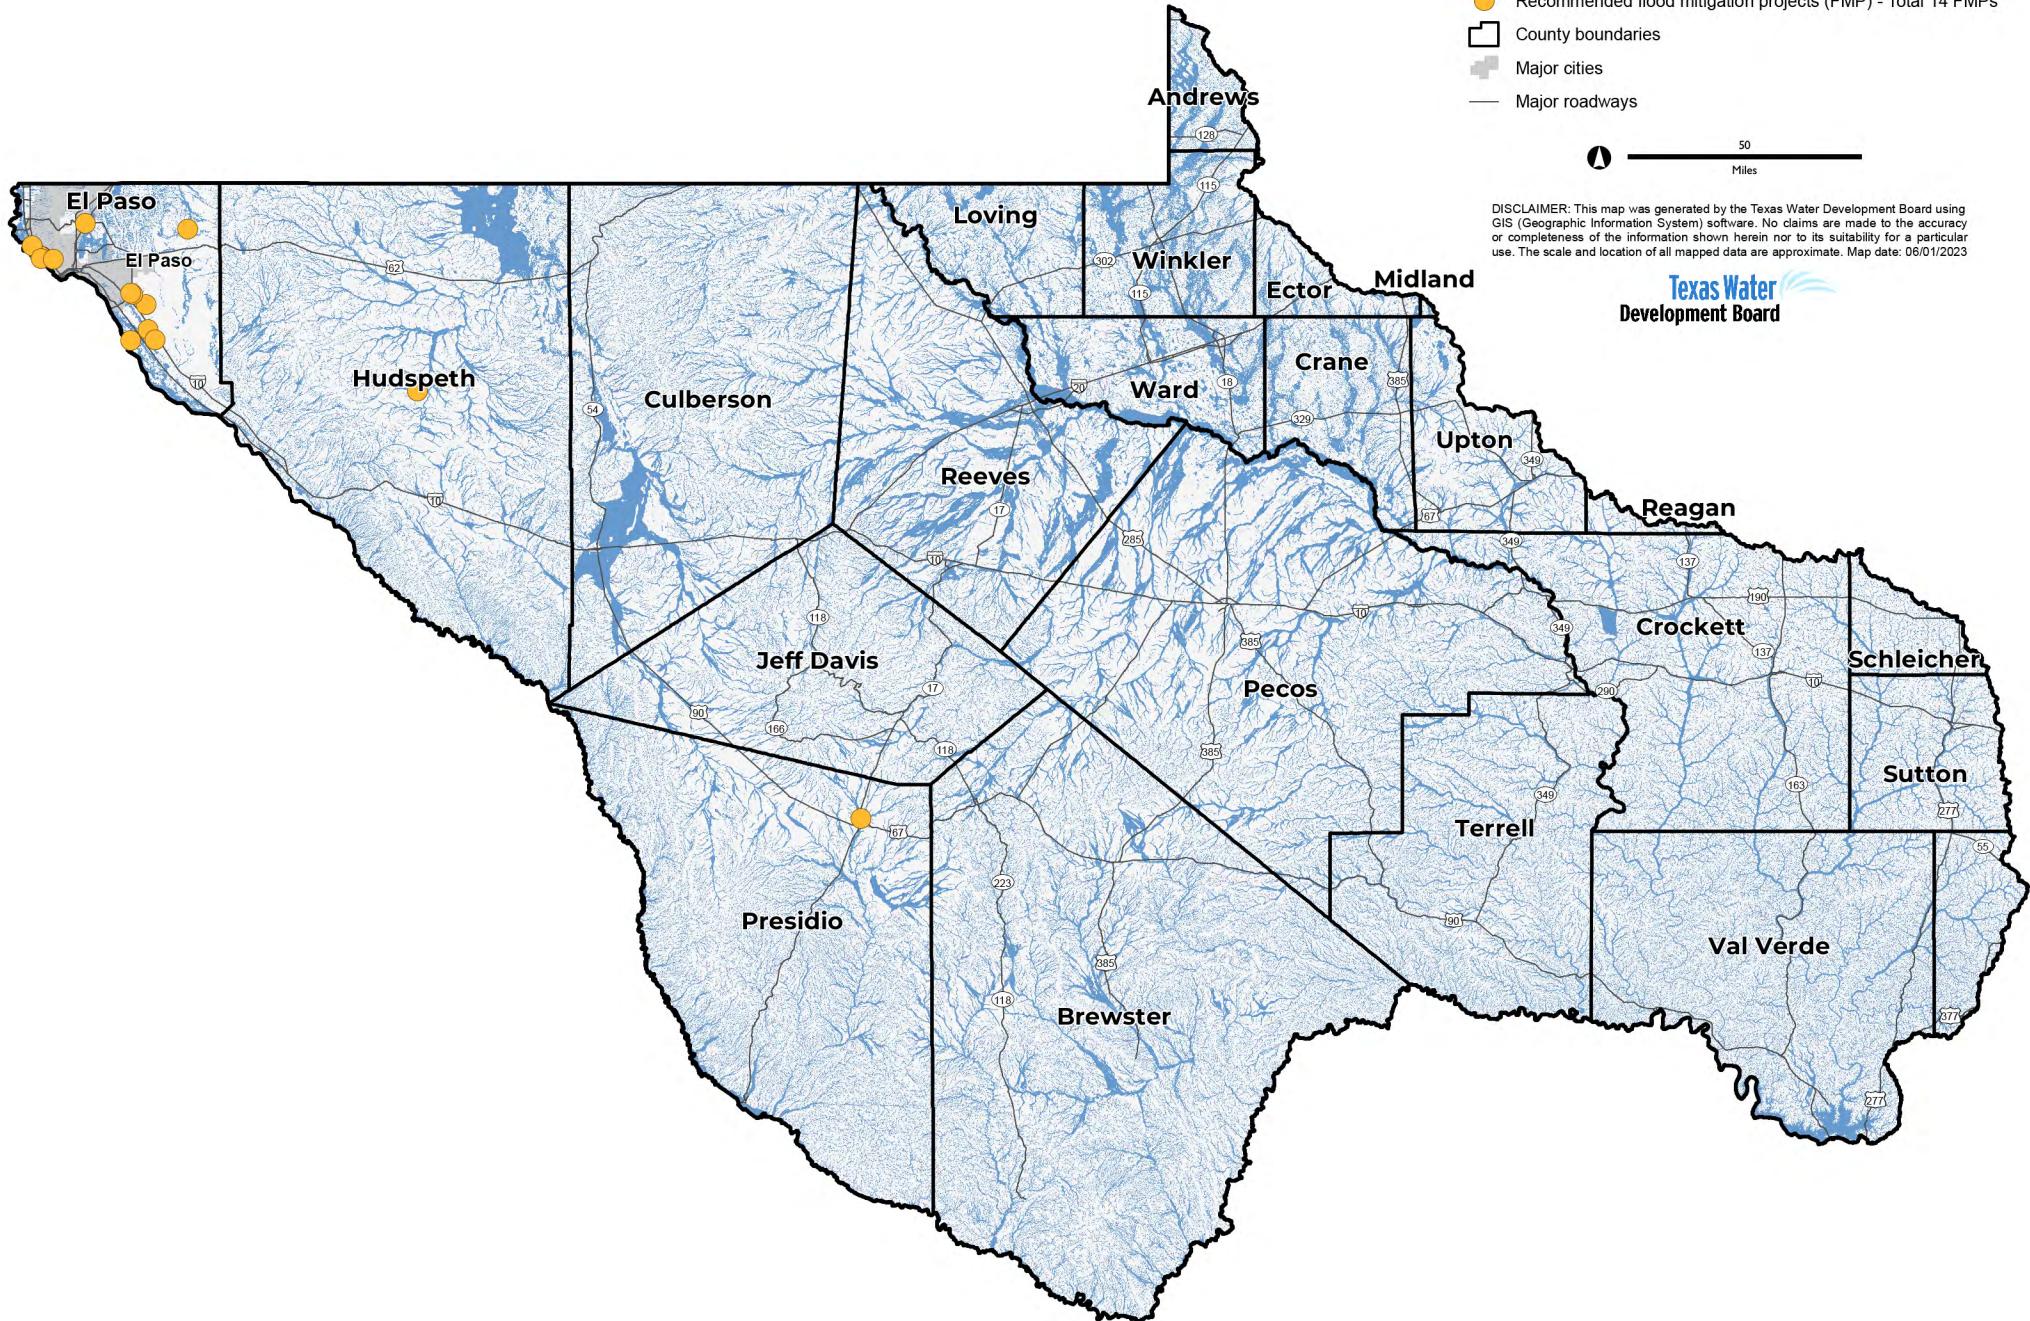 Recommended flood mitigation projects (FMP) - Total 14 FMPs
County boundaries
Major cities
Major roadways
50
Miles
DISCLAIMER: This map was generated by the Texas Water Development Board using
GIS (Geographic Information System) software. No claims are made to the accuracy
or completeness of the information shown herein nor to its suitability for a particular
use. The scale and location of all mapped data are approximate. Map date: 06/01/2023
Texas Water
Development Board
Andrews
128
115
El Paso
Loving
El Paso
62
302
Winkler
115
Ector
Midland
Hudspeth
10
Culberson
54
20
Ward
18
Crane
385
329
Upton
349
Reeves
17
10
67
Reagan
285
349
137
10
118
10
190
349
Crockett
385
137
Jeff Davis
Schleicher
17
Pecos
290
10
90
166
118
385
Sutton
163
349
277
67
Terrell
55
223
Presidio
90
Val Verde
385
118
Brewster
377
277